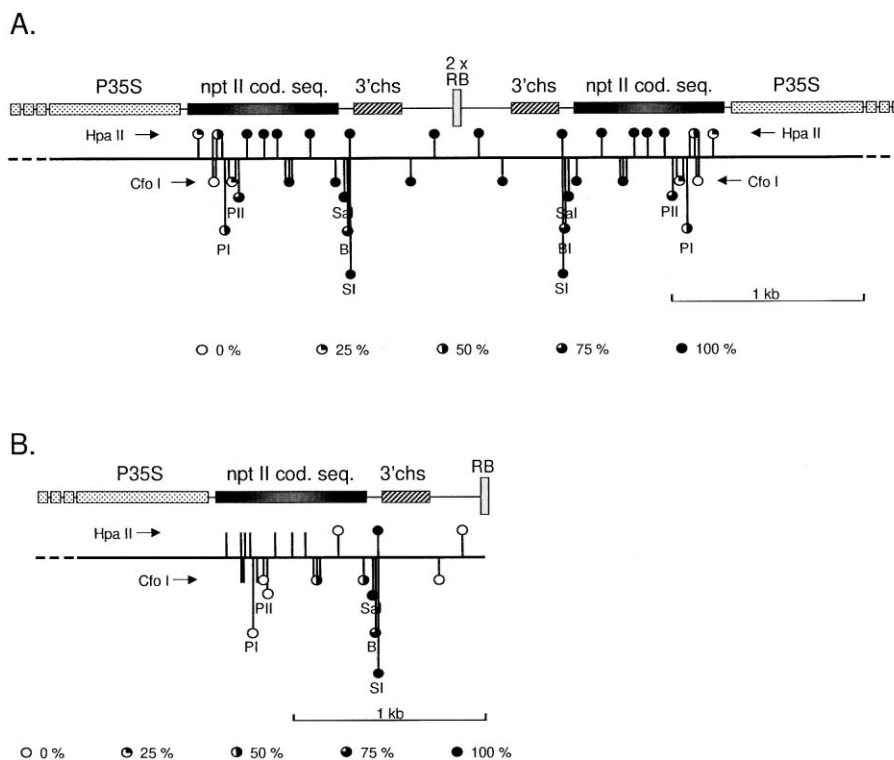 A.
P35S npt II cod. seq. 3'chs 2 x RB 3'chs npt II cod. seq. P35S
Hpa II Hpa II
Cfo I Cfo I
PII SaI SaI PII
PI B BI PI
SI SI
1 kb
0 % 25 % 50 % 75 % 100 %
B.
P35S npt II cod. seq. 3'chs RB
Hpa II
Cfo I
PII SaI
PI B
SI
1 kb
0 % 25 % 50 % 75 % 100 %